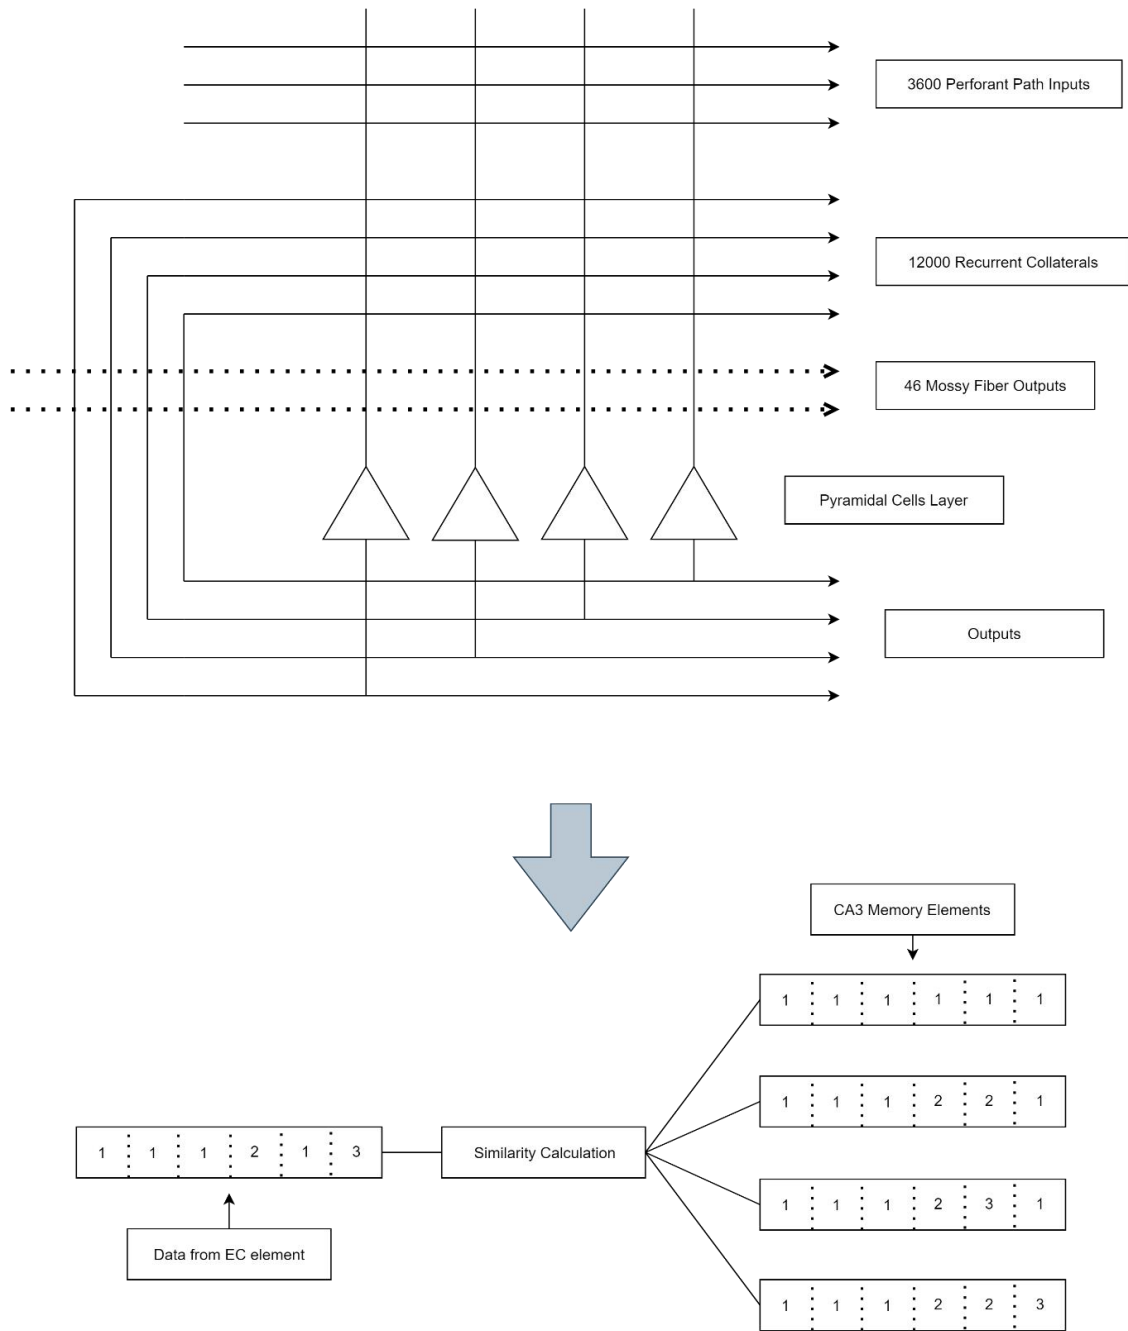 3600 Perforant Path Inputs
12000 Recurrent Collaterals
46 Mossy Fiber Outputs
Pyramidal Cells Layer
Outputs
CA3 Memory Elements
1 1 1 1 1 1
1 1 1 2 2 1
1 1 1 2 1 3
Similarity Calculation
1 1 1 2 3 1
Data from EC element
1 1 1 2 2 3